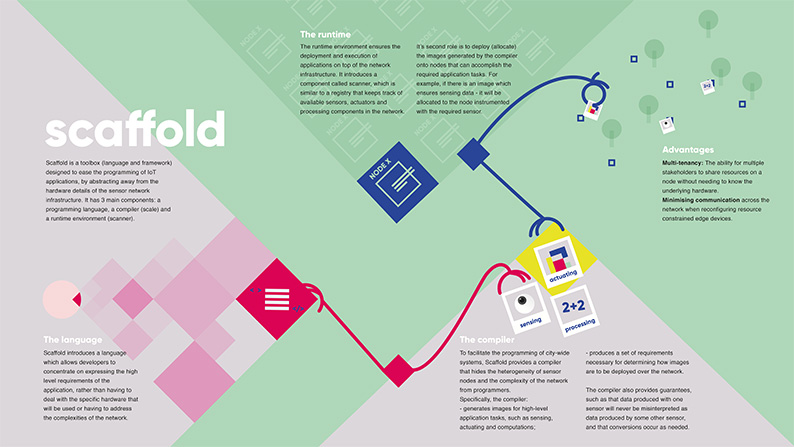 scaffold
Scaffold is a toolbox (language and framework)
designed to ease the programming of IoT
applications, by abstracting away from the
hardware details of the sensor network
infrastructure. It has 3 main components: a
programming language, a compiler (scale) and
a runtime environment (scanner).
The language
Scaffold introduces a language
which allows developers to
concentrate on expressing the high
level requirements of the
application, rather than having to
deal with the specific hardware that
will be used or having to address
the complexities of the network.
The runtime
The runtime environment ensures the
deployment and execution of
applications on top of the network
infrastructure. It introduces a
component called scanner, which is
similar to a registry that keeps track of
available sensors, actuators and
processing components in the network.
It's second role is to deploy (allocate)
the images generated by the compiler
onto nodes that can accomplish the
required application tasks. For
example, if there is an image which
ensures sensing data - it will be
allocated to the node instrumented
with the required sensor.
NODE X
NODE X
NODE X
The compiler
To facilitate the programming of city-wide
systems, Scaffold provides a compiler
that hides the heterogeneity of sensor
nodes and the complexity of the network
from programmers.
Specifically, the compiler:
- generates images for high-level
application tasks, such as sensing,
actuating and computations;
- produces a set of requirements
necessary for determining how images
are to be deployed over the network.
The compiler also provides guarantees,
such as that data produced with one
sensor will never be misinterpreted as
data produced by some other sensor,
and that conversions occur as needed.
actuating
sensing
2+2
processing
2+2
Advantages
Multi-tenancy: The ability for multiple
stakeholders to share resources on a
node without needing to know the
underlying hardware.
Minimising communication across the
network when reconfiguring resource
constrained edge devices.